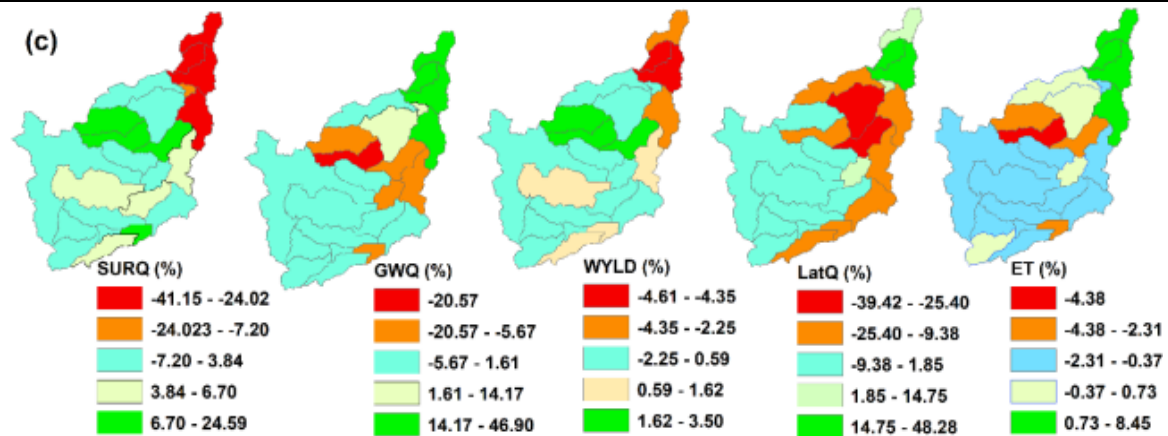 (c)
SURQ (%)
-41.15 - -24.02
-24.023 - -7.20
-7.20 - 3.84
3.84 - 6.70
6.70 - 24.59
GWQ (%)
-20.57
-20.57 - -5.67
-5.67 - 1.61
1.61 - 14.17
14.17 - 46.90
WYLD (%)
-4.61 - -4.35
-4.35 - -2.25
-2.25 - 0.59
0.59 - 1.62
1.62 - 3.50
LatQ (%)
-39.42 - -25.40
-25.40 - -9.38
-9.38 - 1.85
1.85 - 14.75
14.75 - 48.28
ET (%)
-4.38
-4.38 - -2.31
-2.31 - -0.37
-0.37 - 0.73
0.73 - 8.45